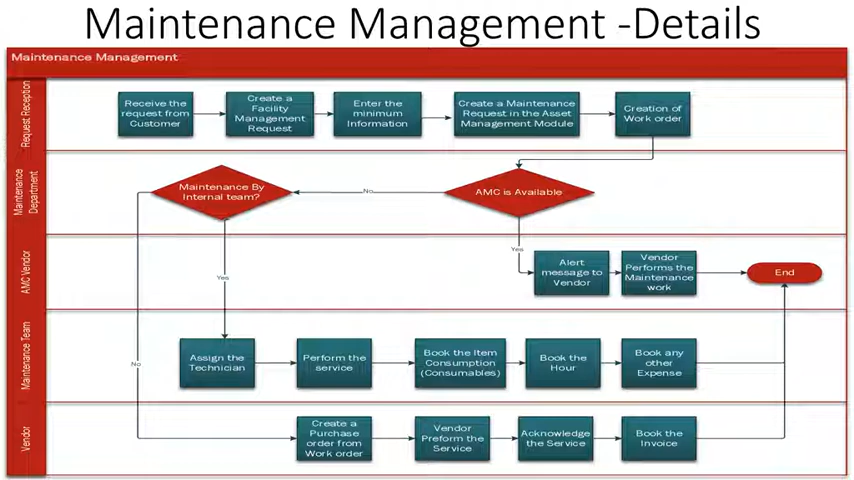 Maintenance Management -Details
Maintenance Management
Request Reception
Receive the
request from
Customer
Create a
Facility
Management
Request
Enter the
minimum
Information
Create a Maintenance
Request in the Asset
Management Module
Creation of
Work order
Maintenance
Department
Maintenance By
Internal team?
No
AMC is Available
AMC Vendor
Yes
Yes
Alert
message to
Vendor
Vendor
Performs the
Maintenance
work
End
Maintenance Team
No
Assign the
Technician
Perform the
service
Book the Item
Consumption
(Consumables)
Book the
Hour
Book any
other
Expense
Vendor
Create a
Purchase
order from
Work order
Vendor
Preform the
Service
Acknowledge
the Service
Book the
Invoice